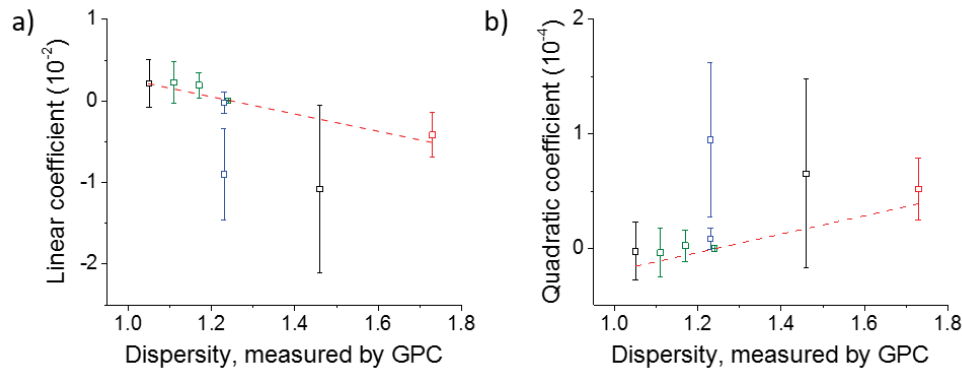 a)
Linear coefficient (10⁻²)
1
0
-1
-2
1.0 1.2 1.4 1.6 1.8
Dispersity, measured by GPC
b)
Quadratic coefficient (10⁻⁴)
2
1
0
1.0 1.2 1.4 1.6 1.8
Dispersity, measured by GPC